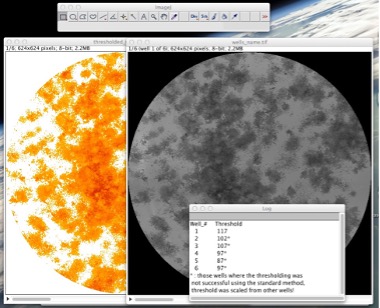 ImageJ
thresholded
wells_name.tif
1/6; 624x624 pixels; 8-bit; 2.2MB
1/6 (well 1 of 6); 624x624 pixels; 8-bit; 2.2MB
Log
Well_# Threshold
1 117
2 102*
3 107*
4 97*
5 87*
6 97*
* : those wells where the thresholding was
not successful using the standard method,
threshold was scaled from other wells!